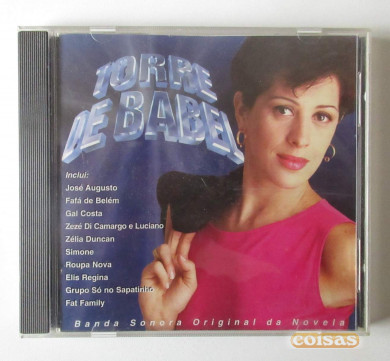 TORRE
DE BABEL
Inclui:
José Augusto
Fafá de Belém
Gal Costa
Zezé Di Camargo e Luciano
Zélia Duncan
Simone
Roupa Nova
Elis Regina
Grupo Só no Sapatinho
Fat Family
Banda Sonora Original da Novela
coisas